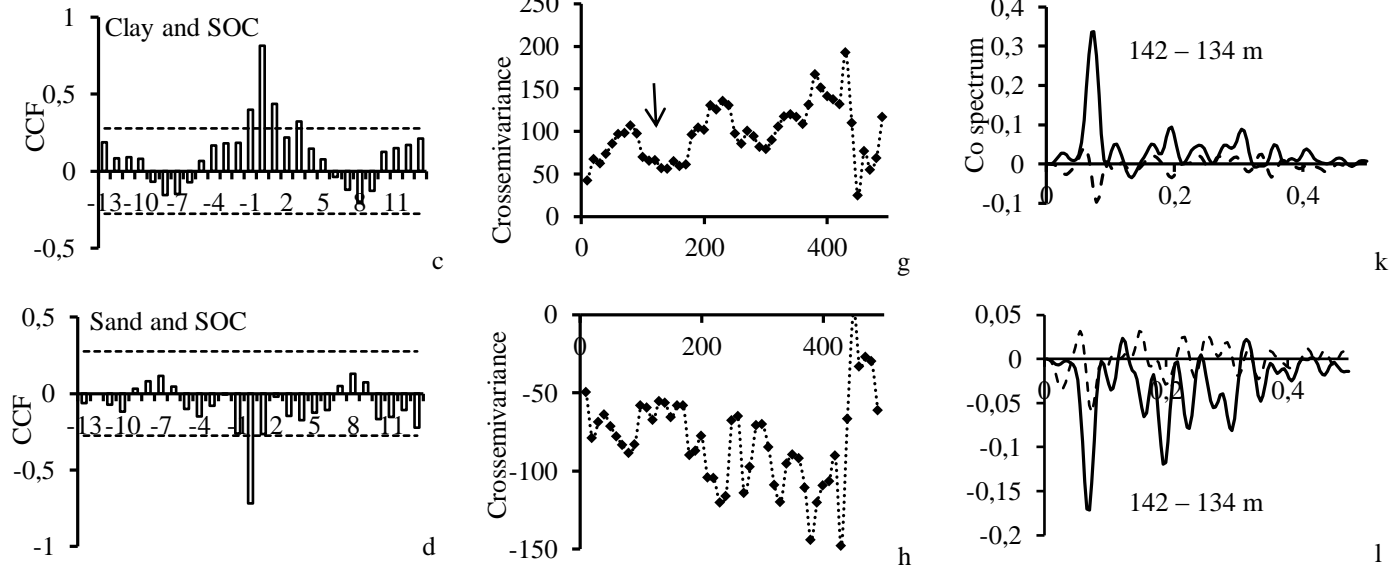 1
0,5
0
-0,5
CCF
Clay and SOC
-13 -10 -7 -4 -1 2 5 8 11
c
250
200
150
100
50
0
Crossemivariance
0 200 400
g
0,4
0,3
0,2
0,1
0
-0,1
Co spectrum
142 – 134 m
0 0,2 0,4
k
0,5
0
-0,5
-1
CCF
Sand and SOC
-13 -10 -7 -4 -1 2 5 8 11
d
0
-50
-100
-150
Crossemivariance
0 200 400
h
0,05
0
-0,05
-0,1
-0,15
-0,2
0 0,2 0,4
142 – 134 m
l